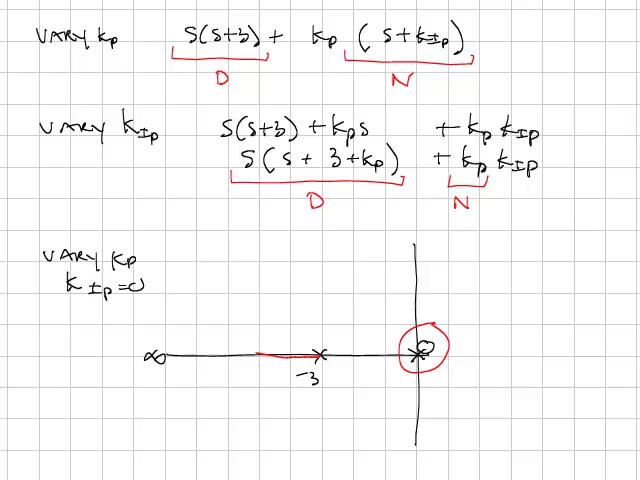 VARY Kp S(S+3) + Kp (S+KIp)
D N
VARY KIp S(S+3) + KpS + Kp KIp
S(S + 3 + Kp) + Kp KIp
D N
VARY Kp
KIp=0
∞
-3